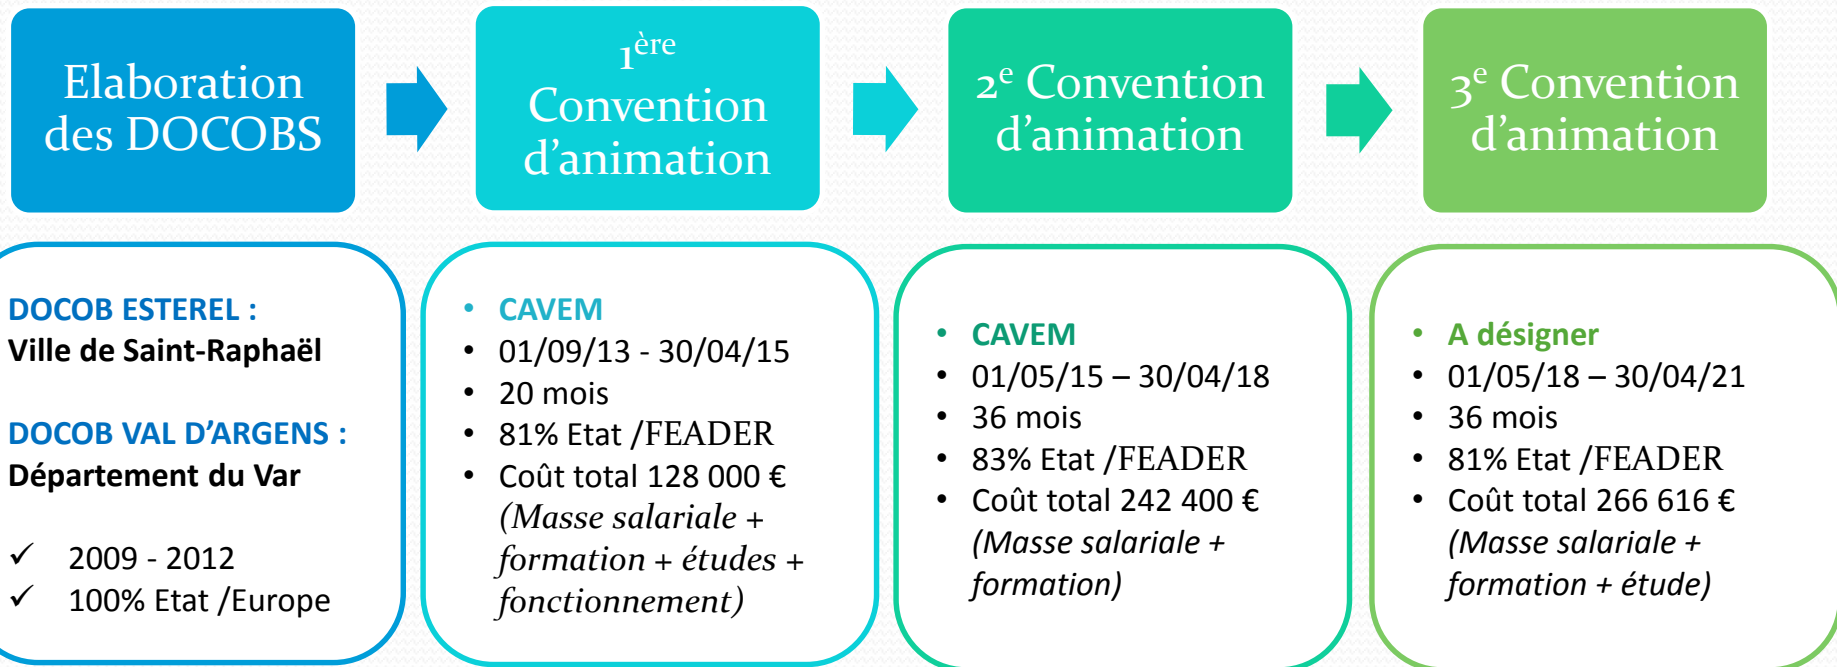 Elaboration
des DOCOBS
1ère
Convention
d'animation
2e Convention
d'animation
3e Convention
d'animation
DOCOB ESTEREL :
Ville de Saint-Raphaël
DOCOB VAL D'ARGENS :
Département du Var
✓ 2009 - 2012
✓ 100% Etat /Europe
• CAVEM
• 01/09/13 - 30/04/15
• 20 mois
• 81% Etat /FEADER
• Coût total 128 000 €
(Masse salariale +
formation + études +
fonctionnement)
• CAVEM
• 01/05/15 – 30/04/18
• 36 mois
• 83% Etat /FEADER
• Coût total 242 400 €
(Masse salariale +
formation)
• A désigner
• 01/05/18 – 30/04/21
• 36 mois
• 81% Etat /FEADER
• Coût total 266 616 €
(Masse salariale +
formation + étude)